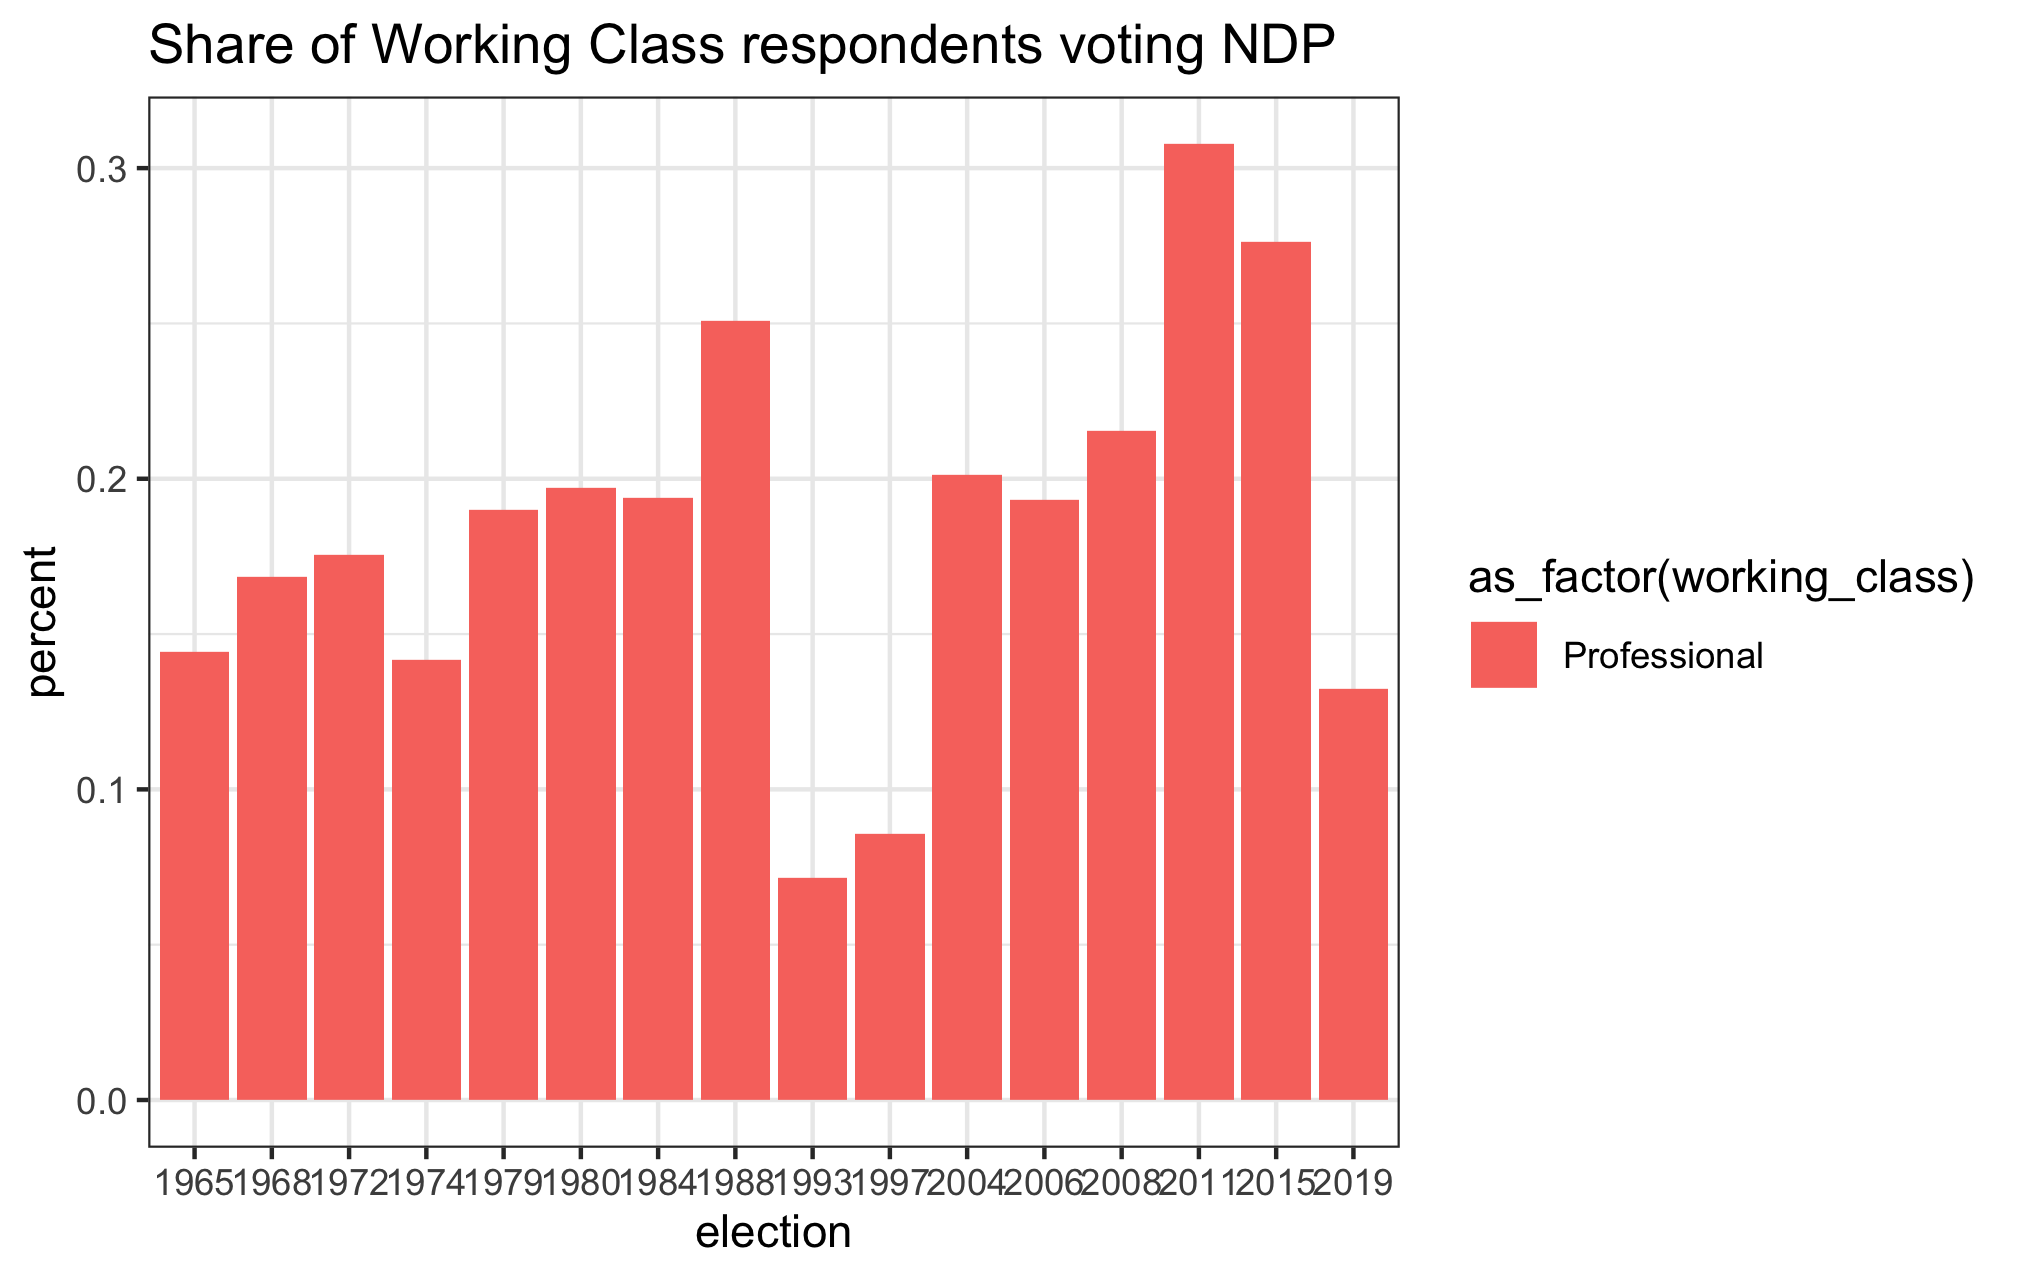 Share of Working Class respondents voting NDP
0.3
0.2
0.1
0.0
percent
1965 1968 1972 1974 1979 1980 1984 1988 1993 1997 2004 2006 2008 2011 2015 2019
election
as_factor(working_class)
Professional